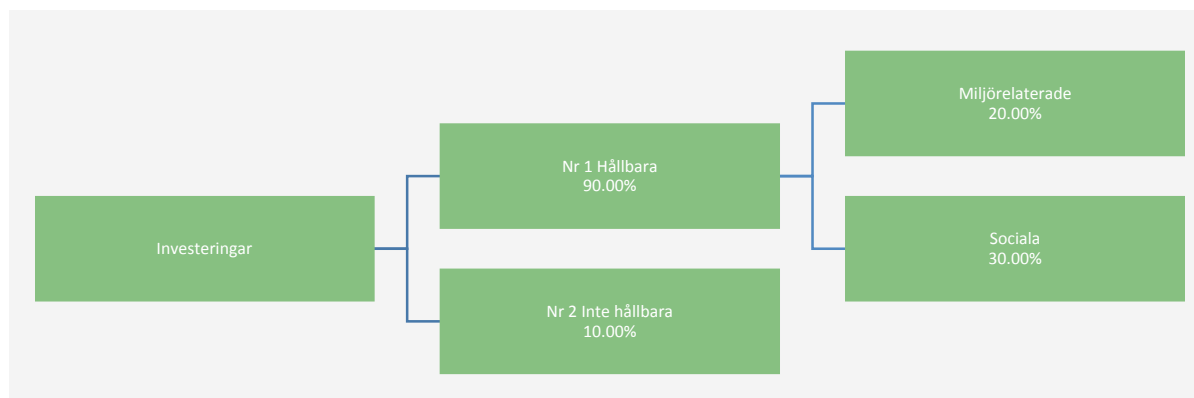 Investeringar
Nr 1 Hållbara
90.00%
Nr 2 Inte hållbara
10.00%
Miljörelaterade
20.00%
Sociala
30.00%